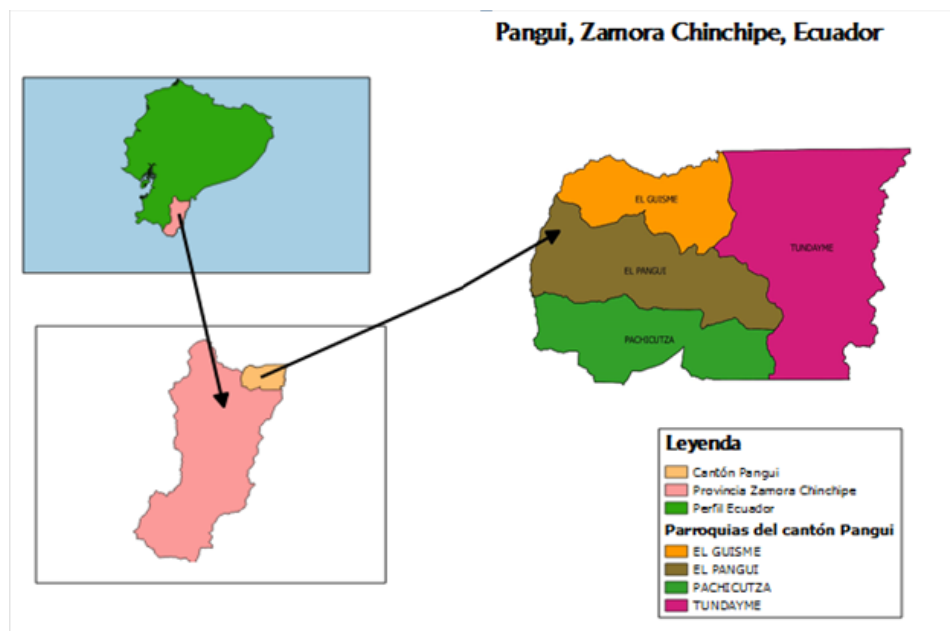 Pangui, Zamora Chinchipe, Ecuador
EL GUISME
TUNDAYME
EL PANGUI
PACHICUTZA
Leyenda
Cantón Pangui
Provincia Zamora Chinchipe
Perfil Ecuador
Parroquias del cantón Pangui
EL GUISME
EL PANGUI
PACHICUTZA
TUNDAYME